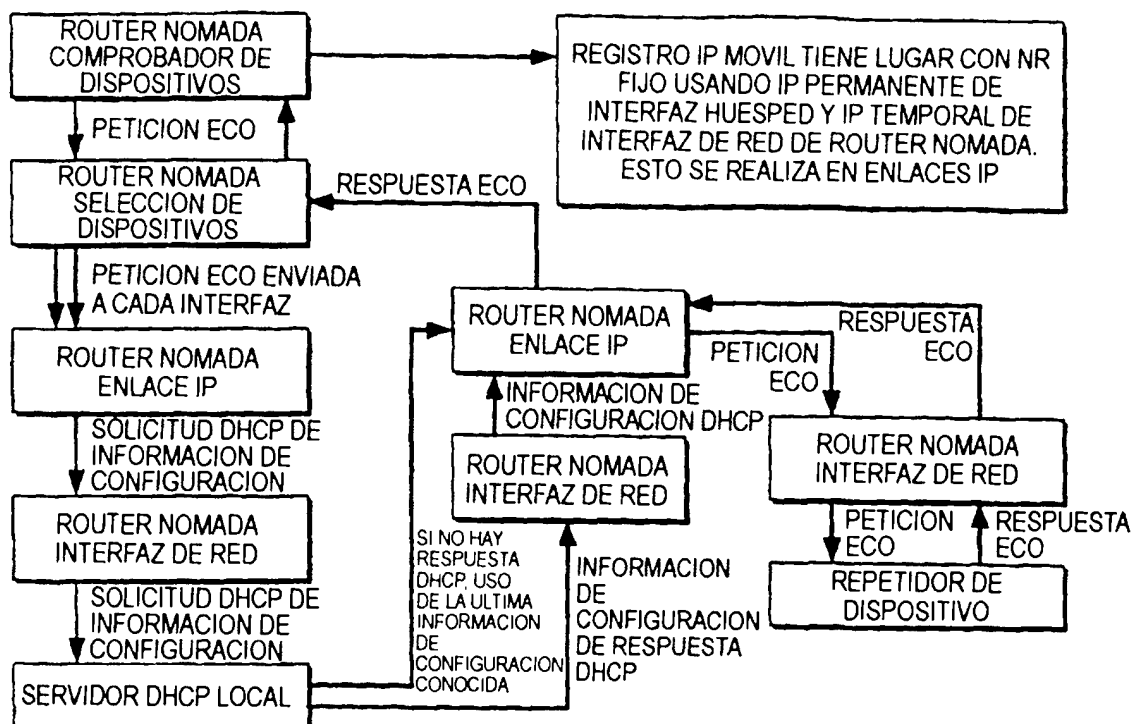 ROUTER NOMADA
COMPROBADOR DE
DISPOSITIVOS
REGISTRO IP MOVIL TIENE LUGAR CON NR
FIJO USANDO IP PERMANENTE DE
INTERFAZ HUESPED Y IP TEMPORAL DE
INTERFAZ DE RED DE ROUTER NOMADA.
ESTO SE REALIZA EN ENLACES IP
PETICION ECO
ROUTER NOMADA
SELECCION DE
DISPOSITIVOS
RESPUESTA ECO
PETICION ECO ENVIADA
A CADA INTERFAZ
ROUTER NOMADA
ENLACE IP
SOLICITUD DHCP DE
INFORMACION DE
CONFIGURACION
ROUTER NOMADA
INTERFAZ DE RED
SOLICITUD DHCP DE
INFORMACION DE
CONFIGURACION
SERVIDOR DHCP LOCAL
SI NO HAY
RESPUESTA
DHCP, USO
DE LA ULTIMA
INFORMACION
DE
CONFIGURACION
CONOCIDA
INFORMACION
DE
CONFIGURACION
DE RESPUESTA
DHCP
ROUTER NOMADA
INTERFAZ DE RED
INFORMACION DE
CONFIGURACION DHCP
ROUTER NOMADA
ENLACE IP
PETICION
ECO
RESPUESTA
ECO
ROUTER NOMADA
INTERFAZ DE RED
PETICION
ECO
RESPUESTA
ECO
REPETIDOR DE
DISPOSITIVO